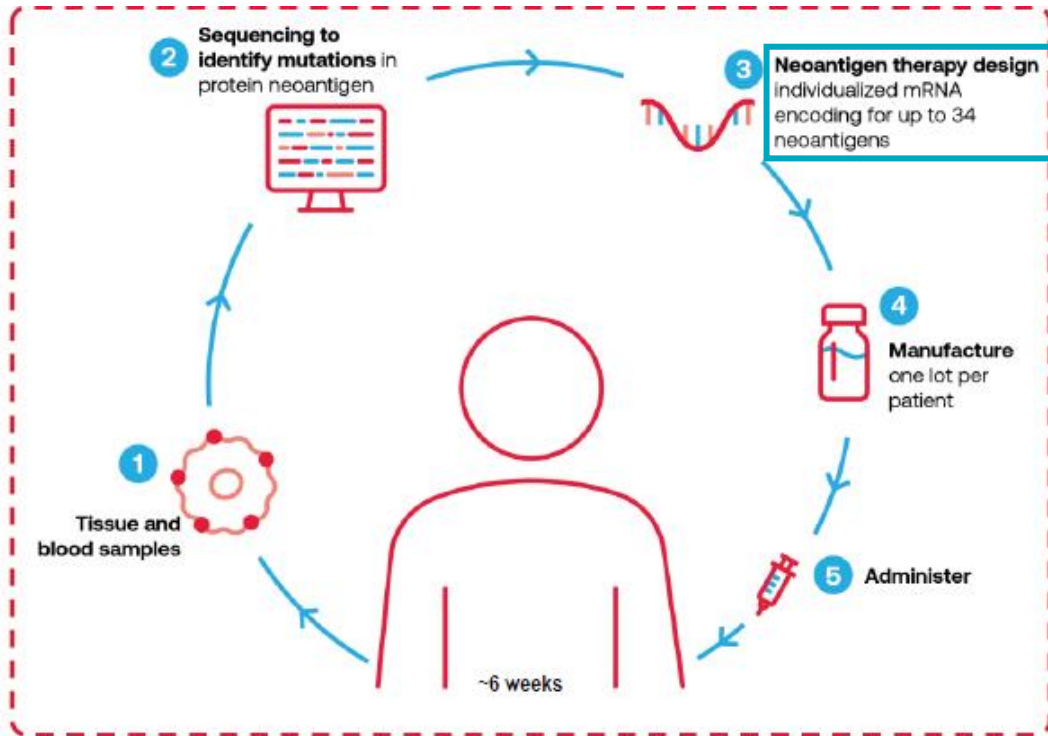 1
Tissue and
blood samples
2
Sequencing to
identify mutations in
protein neoantigen
3
Neoantigen therapy design
individualized mRNA
encoding for up to 34
neoantigens
4
Manufacture
one lot per
patient
5
Administer
~6 weeks